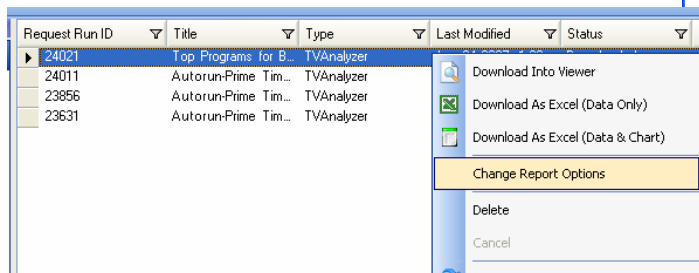 Request Run ID Title Type Last Modified Status
24021 Top Programs for B... TVAnalyzer
24011 Autorun-Prime Tim... TVAnalyzer
23856 Autorun-Prime Tim... TVAnalyzer
23631 Autorun-Prime Tim... TVAnalyzer
Download Into Viewer
Download As Excel (Data Only)
Download As Excel (Data & Chart)
Change Report Options
Delete
Cancel